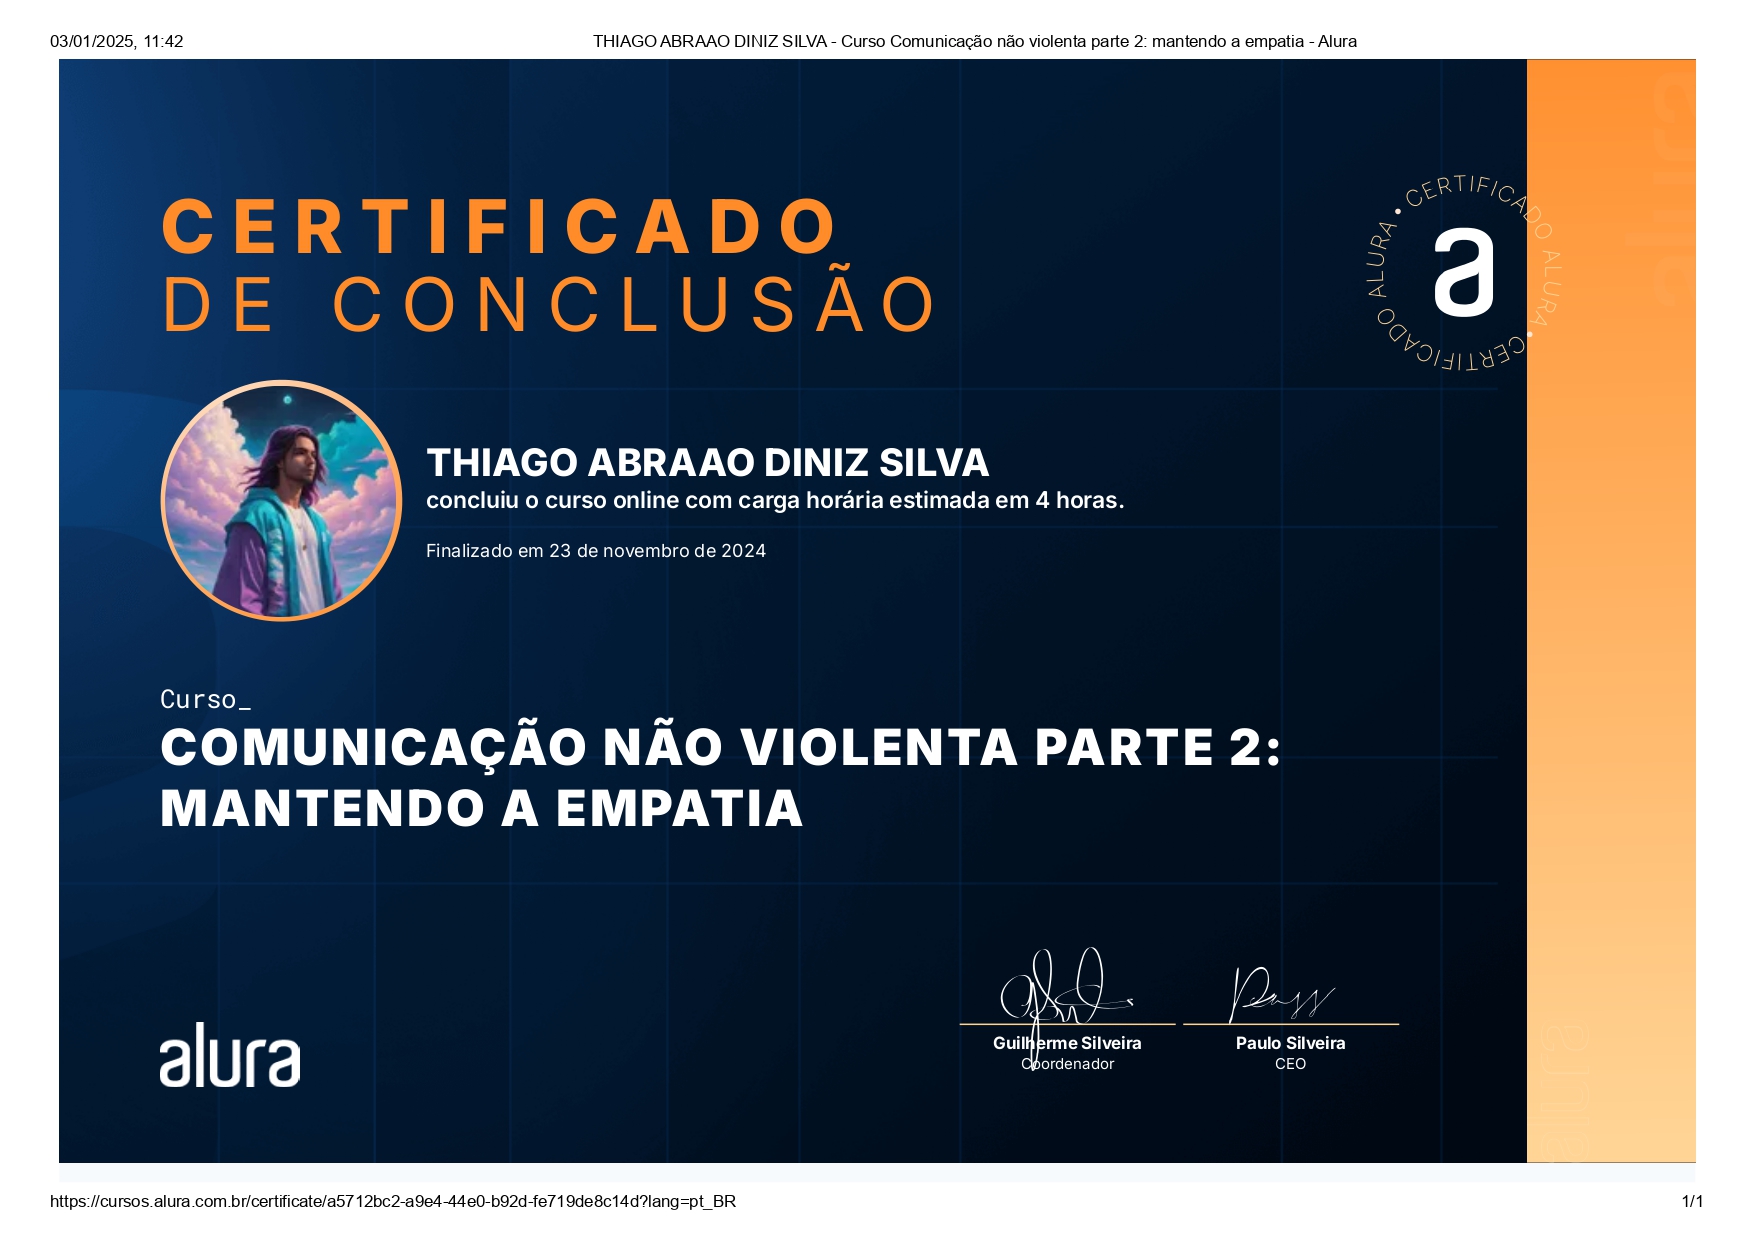 03/01/2025, 11:42
THIAGO ABRAAO DINIZ SILVA - Curso Comunicação não violenta parte 2: mantendo a empatia - Alura
CERTIFICADO
DE CONCLUSÃO
CERTIFICADO ALURA • CERTIFICADO ALURA •
a
THIAGO ABRAAO DINIZ SILVA
concluiu o curso online com carga horária estimada em 4 horas.
Finalizado em 23 de novembro de 2024
Curso_
COMUNICAÇÃO NÃO VIOLENTA PARTE 2:
MANTENDO A EMPATIA
alura
Guilherme Silveira
Coordenador
Paulo Silveira
CEO
alura
alura
https://cursos.alura.com.br/certificate/a5712bc2-a9e4-44e0-b92d-fe719de8c14d?lang=pt_BR
1/1